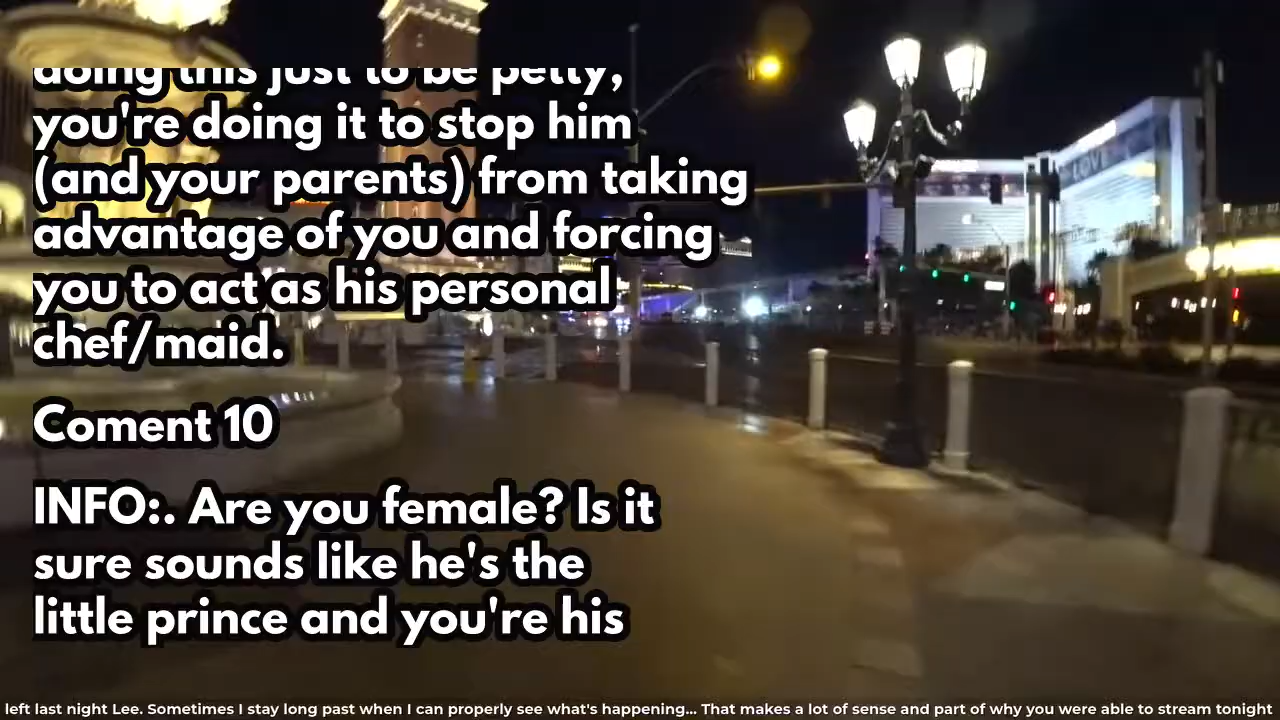 doing this just to be petty,
you're doing it to stop him
(and your parents) from taking
advantage of you and forcing
you to act as his personal
chef/maid.
Coment 10
INFO:. Are you female? Is it
sure sounds like he's the
little prince and you're his
LOVE
left last night Lee. Sometimes I stay long past when I can properly see what's happening... That makes a lot of sense and part of why you were able to stream tonight